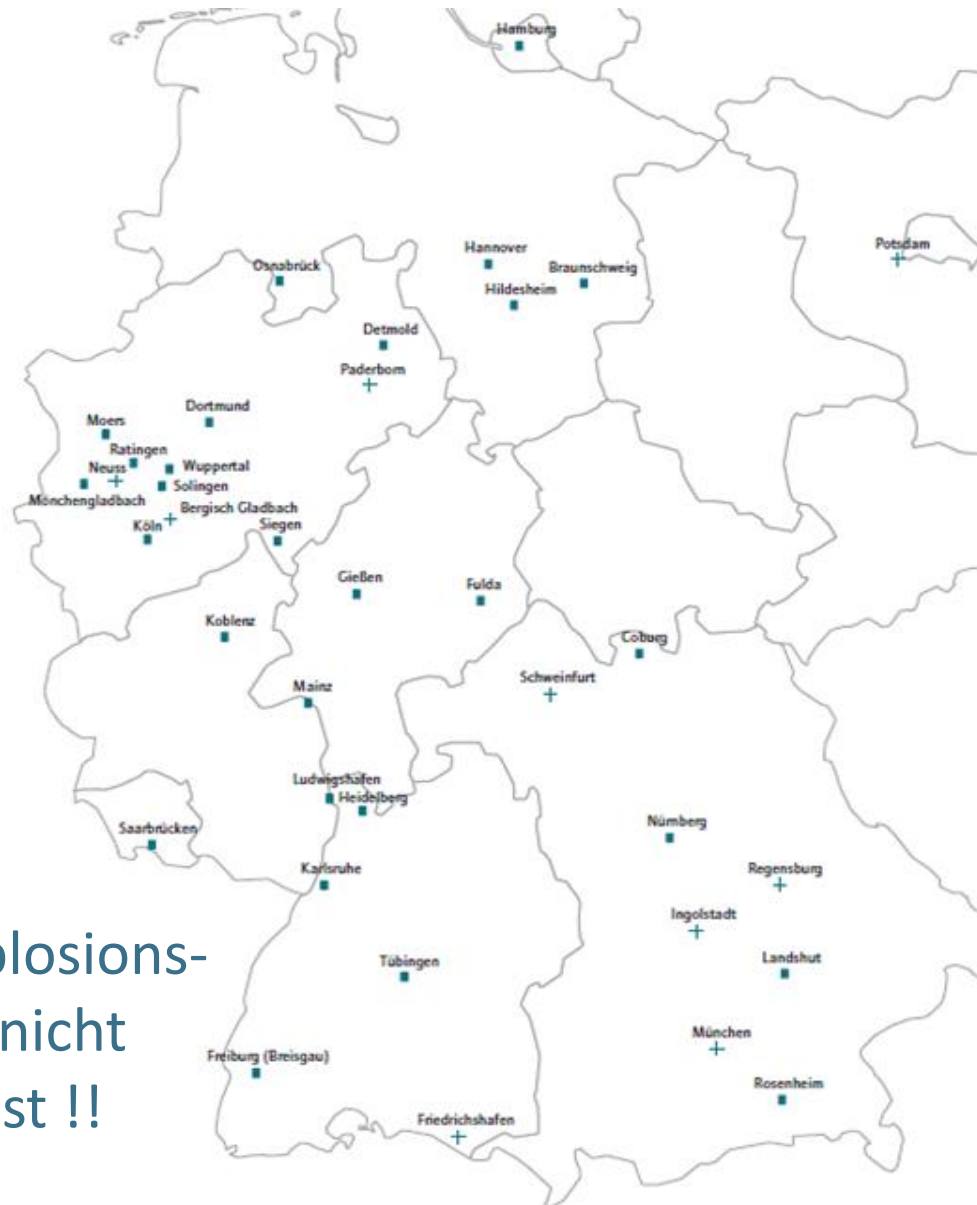 Hamburg
Hannover
Potsdam
Osnabrück
Braunschweig
Hildesheim
Detmold
Paderborn
Dortmund
Moers
Ratingen
Neuss
Wuppertal
Solingen
Mönchengladbach
Bergisch Gladbach
Köln
Siegen
Gießen
Fulda
Koblenz
Coburg
Schweinfurt
Mainz
Ludwigshafen
Heidelberg
Nürnberg
Saarbrücken
Karlsruhe
Regensburg
Ingolstadt
plosions-
nicht
st !!
Tübingen
Landshut
München
Freiburg (Breisgau)
Rosenheim
Friedrichshafen